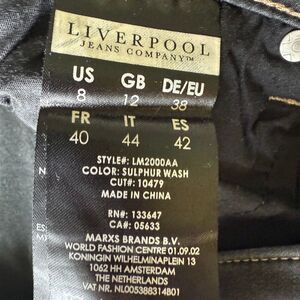 LIVERPOOL
JEANS COMPANY™
US GB DE/EU
8 12 38
FR IT ES
40 44 42
STYLE#: LM2000AA
COLOR: SULPHUR WASH
CUT#: 10479
MADE IN CHINA
RN#: 133647
CA#: 05633
MARXS BRANDS B.V.
WORLD FASHION CENTRE 01.09.02
KONINGIN WILHELMINAPLEIN 13
1062 HH AMSTERDAM
THE NETHERLANDS
VAT NR. NL005388314B01